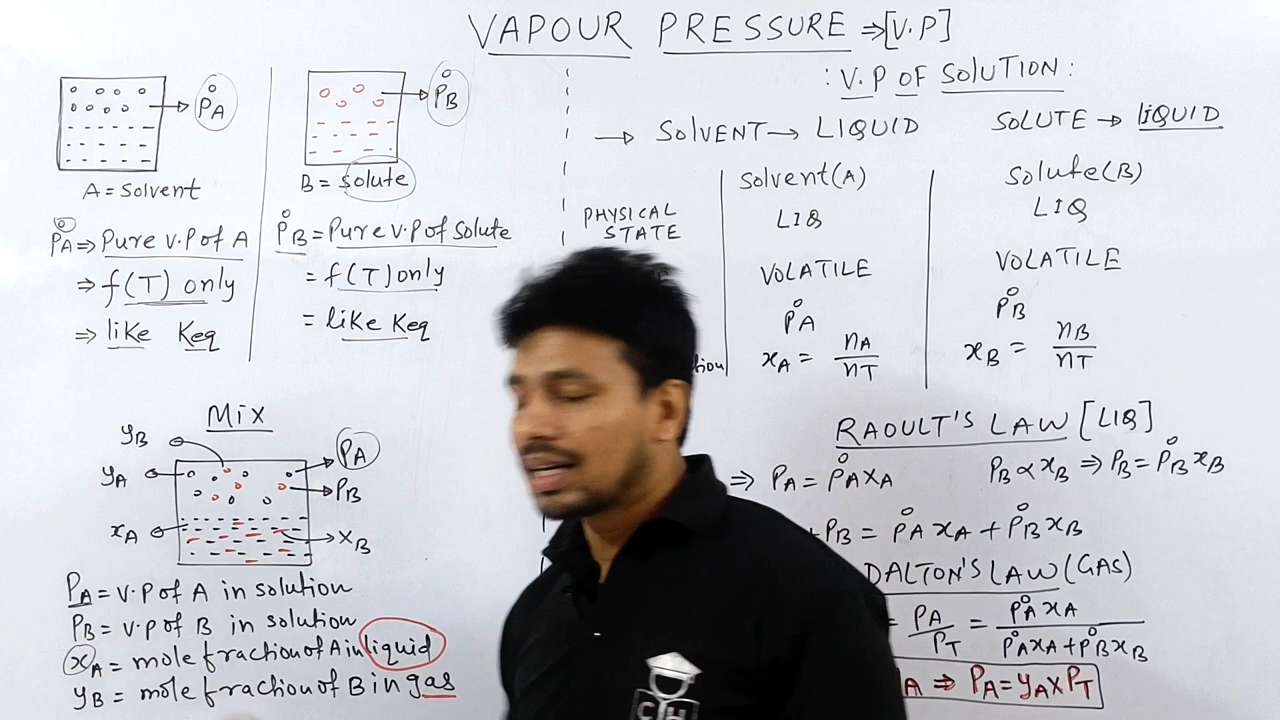 VAPOUR PRESSURE ⇒[V.P]
P°A
A = Solvent
P°A ⇒ Pure V.P of A
⇒ f(T) only
⇒ like Keq
P°B
B = Solute
P°B = Pure V.P of Solute
= f(T) only
= like Keq
Mix
yB
yA
xA
PA
PB
xB
PA = V.P of A in solution
PB = V.P of B in solution
xA = mole fraction of A in liquid
yB = mole fraction of B in gas
: V.P OF SOLUTION :
→ SOLVENT → LIQUID SOLUTE → LIQUID
Solvent(A) Solute(B)
PHYSICAL STATE LIQ LIQ
VOLATILE VOLATILE
P°A P°B
xA = nA/nT xB = nB/nT
RAOULT'S LAW [LIQ]
⇒ PA = P°A xA PB ∝ xB ⇒ PB = P°B xB
+ PB = P°A xA + P°B xB
DALTON'S LAW (GAS)
= PA/PT = P°A xA/P°A xA + P°B xB
A ⇒ PA = yA x PT
C H